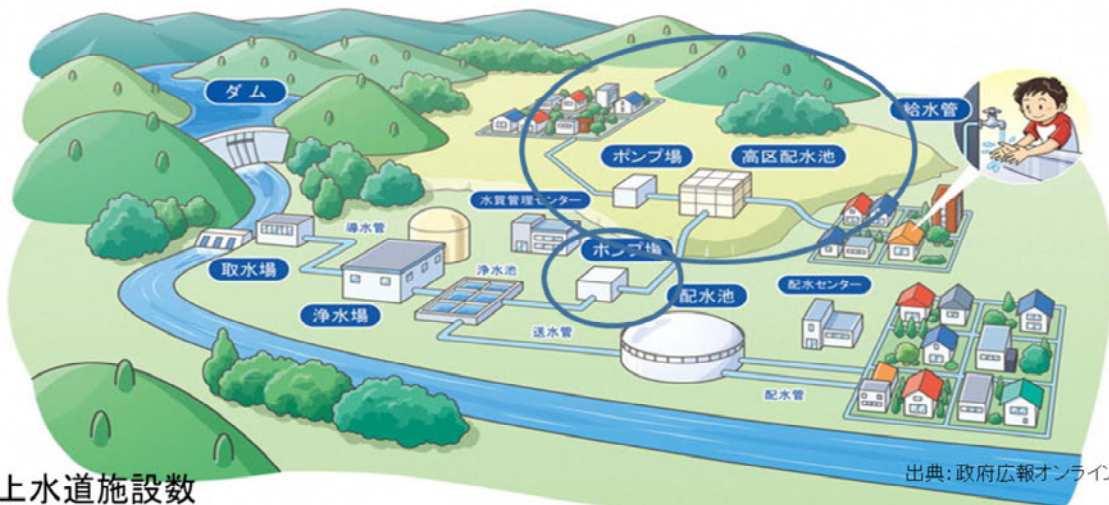 ダム
給水管
ポンプ場
高区配水池
水質管理センター
導水管
取水場
浄水場
浄水池
ポンプ場
配水池
配水センター
送水管
配水管
出典：政府広報オンライン
上水道施設数